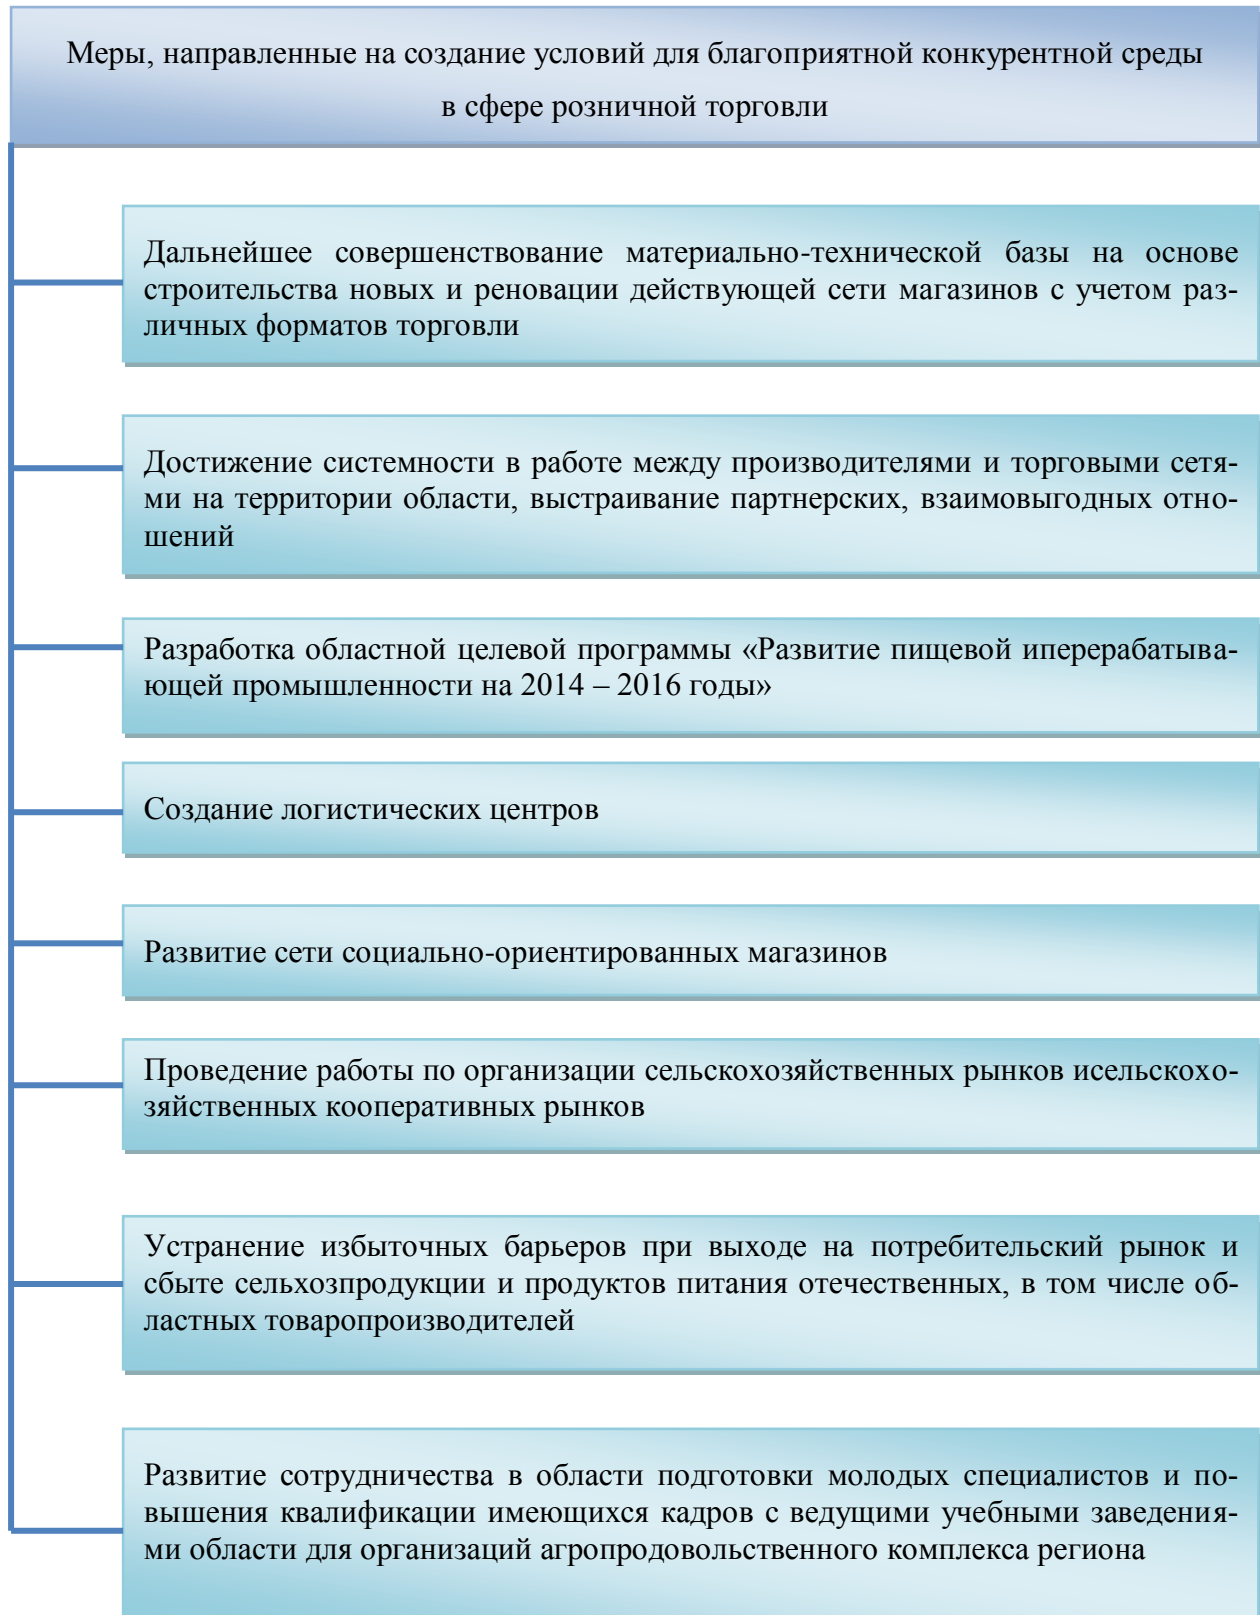 Меры, направленные на создание условий для благоприятной конкурентной среды
в сфере розничной торговли
Дальнейшее совершенствование материально-технической базы на основе
строительства новых и реновации действующей сети магазинов с учетом раз-
личных форматов торговли
Достижение системности в работе между производителями и торговыми сетя-
ми на территории области, выстраивание партнерских, взаимовыгодных отно-
шений
Разработка областной целевой программы «Развитие пищевой иперерабатыва-
ющей промышленности на 2014 – 2016 годы»
Создание логистических центров
Развитие сети социально-ориентированных магазинов
Проведение работы по организации сельскохозяйственных рынков исельскохо-
зяйственных кооперативных рынков
Устранение избыточных барьеров при выходе на потребительский рынок и
сбыте сельхозпродукции и продуктов питания отечественных, в том числе об-
ластных товаропроизводителей
Развитие сотрудничества в области подготовки молодых специалистов и по-
вышения квалификации имеющихся кадров с ведущими учебными заведения-
ми области для организаций агропродовольственного комплекса региона